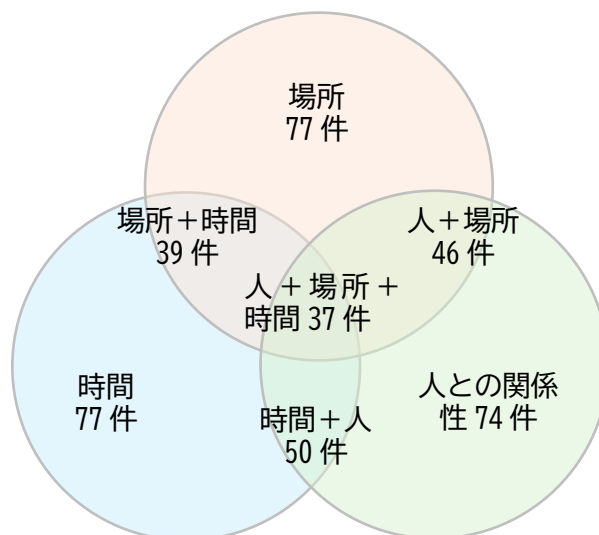 場所
77 件
場所＋時間
39 件
人＋場所
46 件
人＋場所＋
時間 37 件
時間
77 件
人との関係
性 74 件
時間＋人
50 件